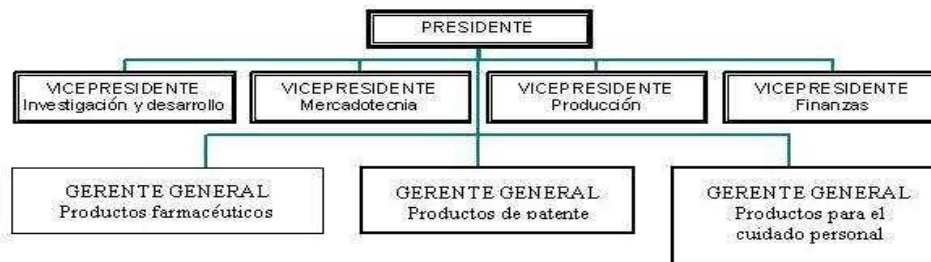 PRESIDENTE
VICEPRESIDENTE
Investigación y desarrollo
VICEPRESIDENTE
Mercadotecnia
VICEPRESIDENTE
Producción
VICEPRESIDENTE
Finanzas
GERENTE GENERAL
Productos farmacéuticos
GERENTE GENERAL
Productos de patente
GERENTE GENERAL
Productos para el
cuidado personal